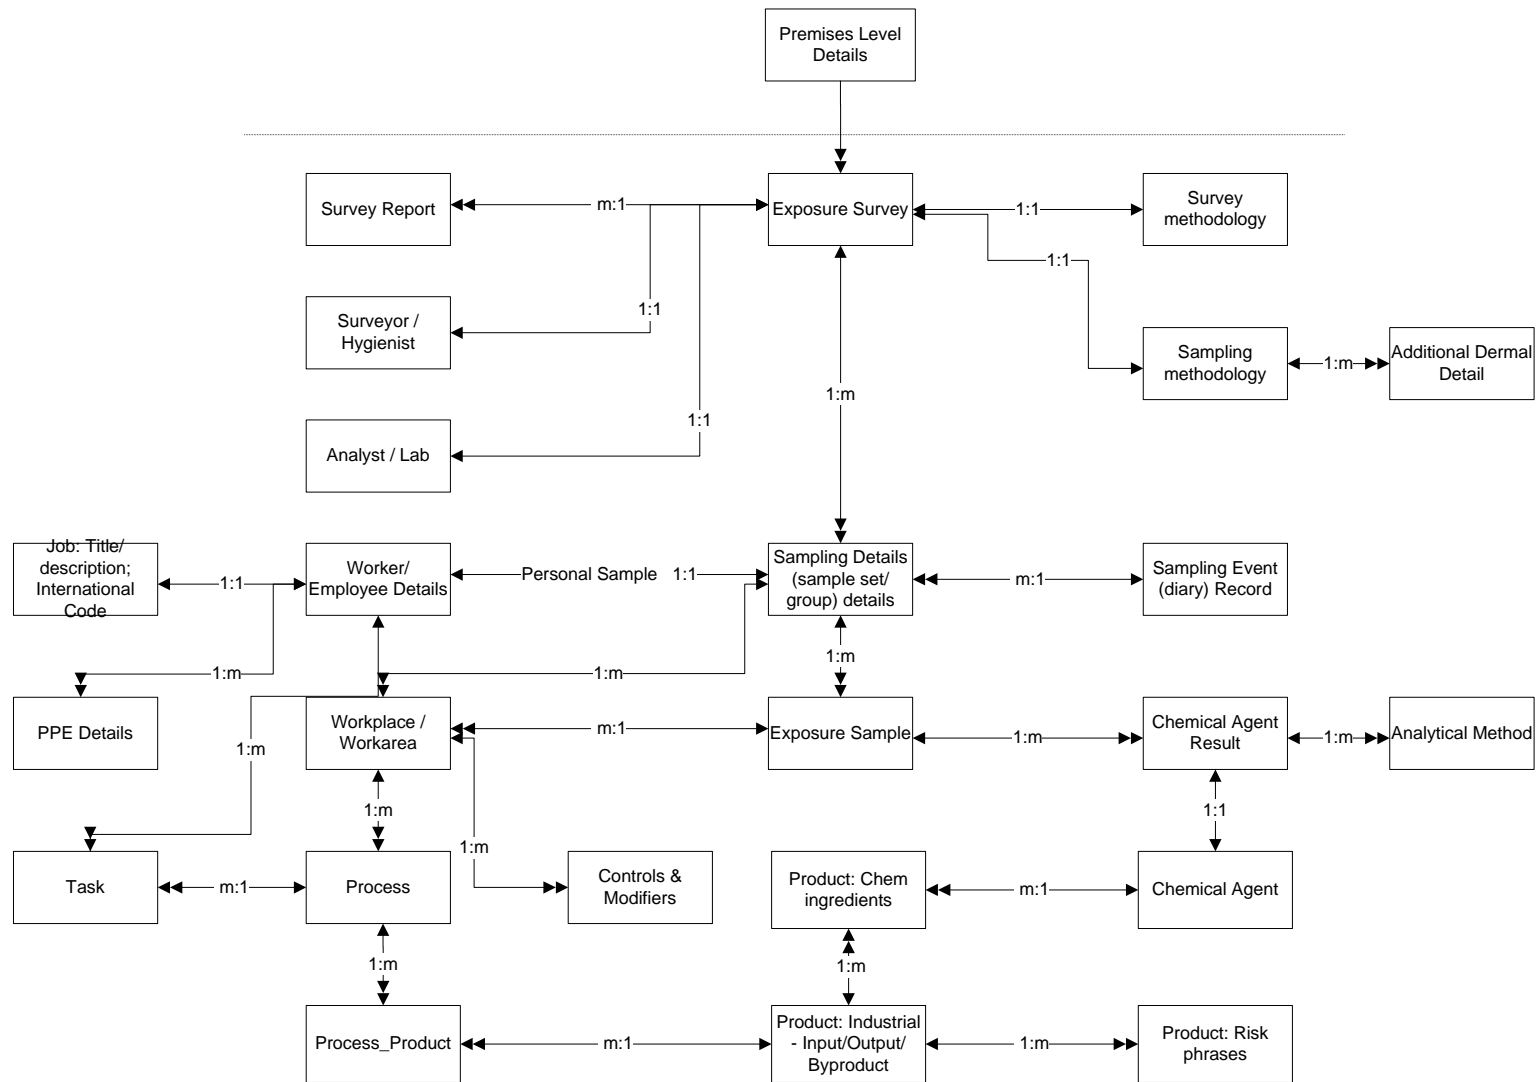 Premises Level
Details
Survey Report
m:1
Exposure Survey
1:1
Survey
methodology
1:1
Surveyor /
Hygienist
1:1
Sampling
methodology
1:m
Additional Dermal
Detail
1:m
Analyst / Lab
1:1
Job: Title/
description;
International
Code
1:1
Worker/
Employee Details
Personal Sample 1:1
Sampling Details
(sample set/
group) details
m:1
Sampling Event
(diary) Record
1:m
1:m
1:m
PPE Details
1:m
Workplace /
Workarea
m:1
Exposure Sample
1:m
Chemical Agent
Result
1:m
Analytical Method
1:m
1:m
1:1
Task
m:1
Process
Controls &
Modifiers
Product: Chem
ingredients
m:1
Chemical Agent
1:m
1:m
Process_Product
m:1
Product: Industrial
- Input/Output/
Byproduct
1:m
Product: Risk
phrases